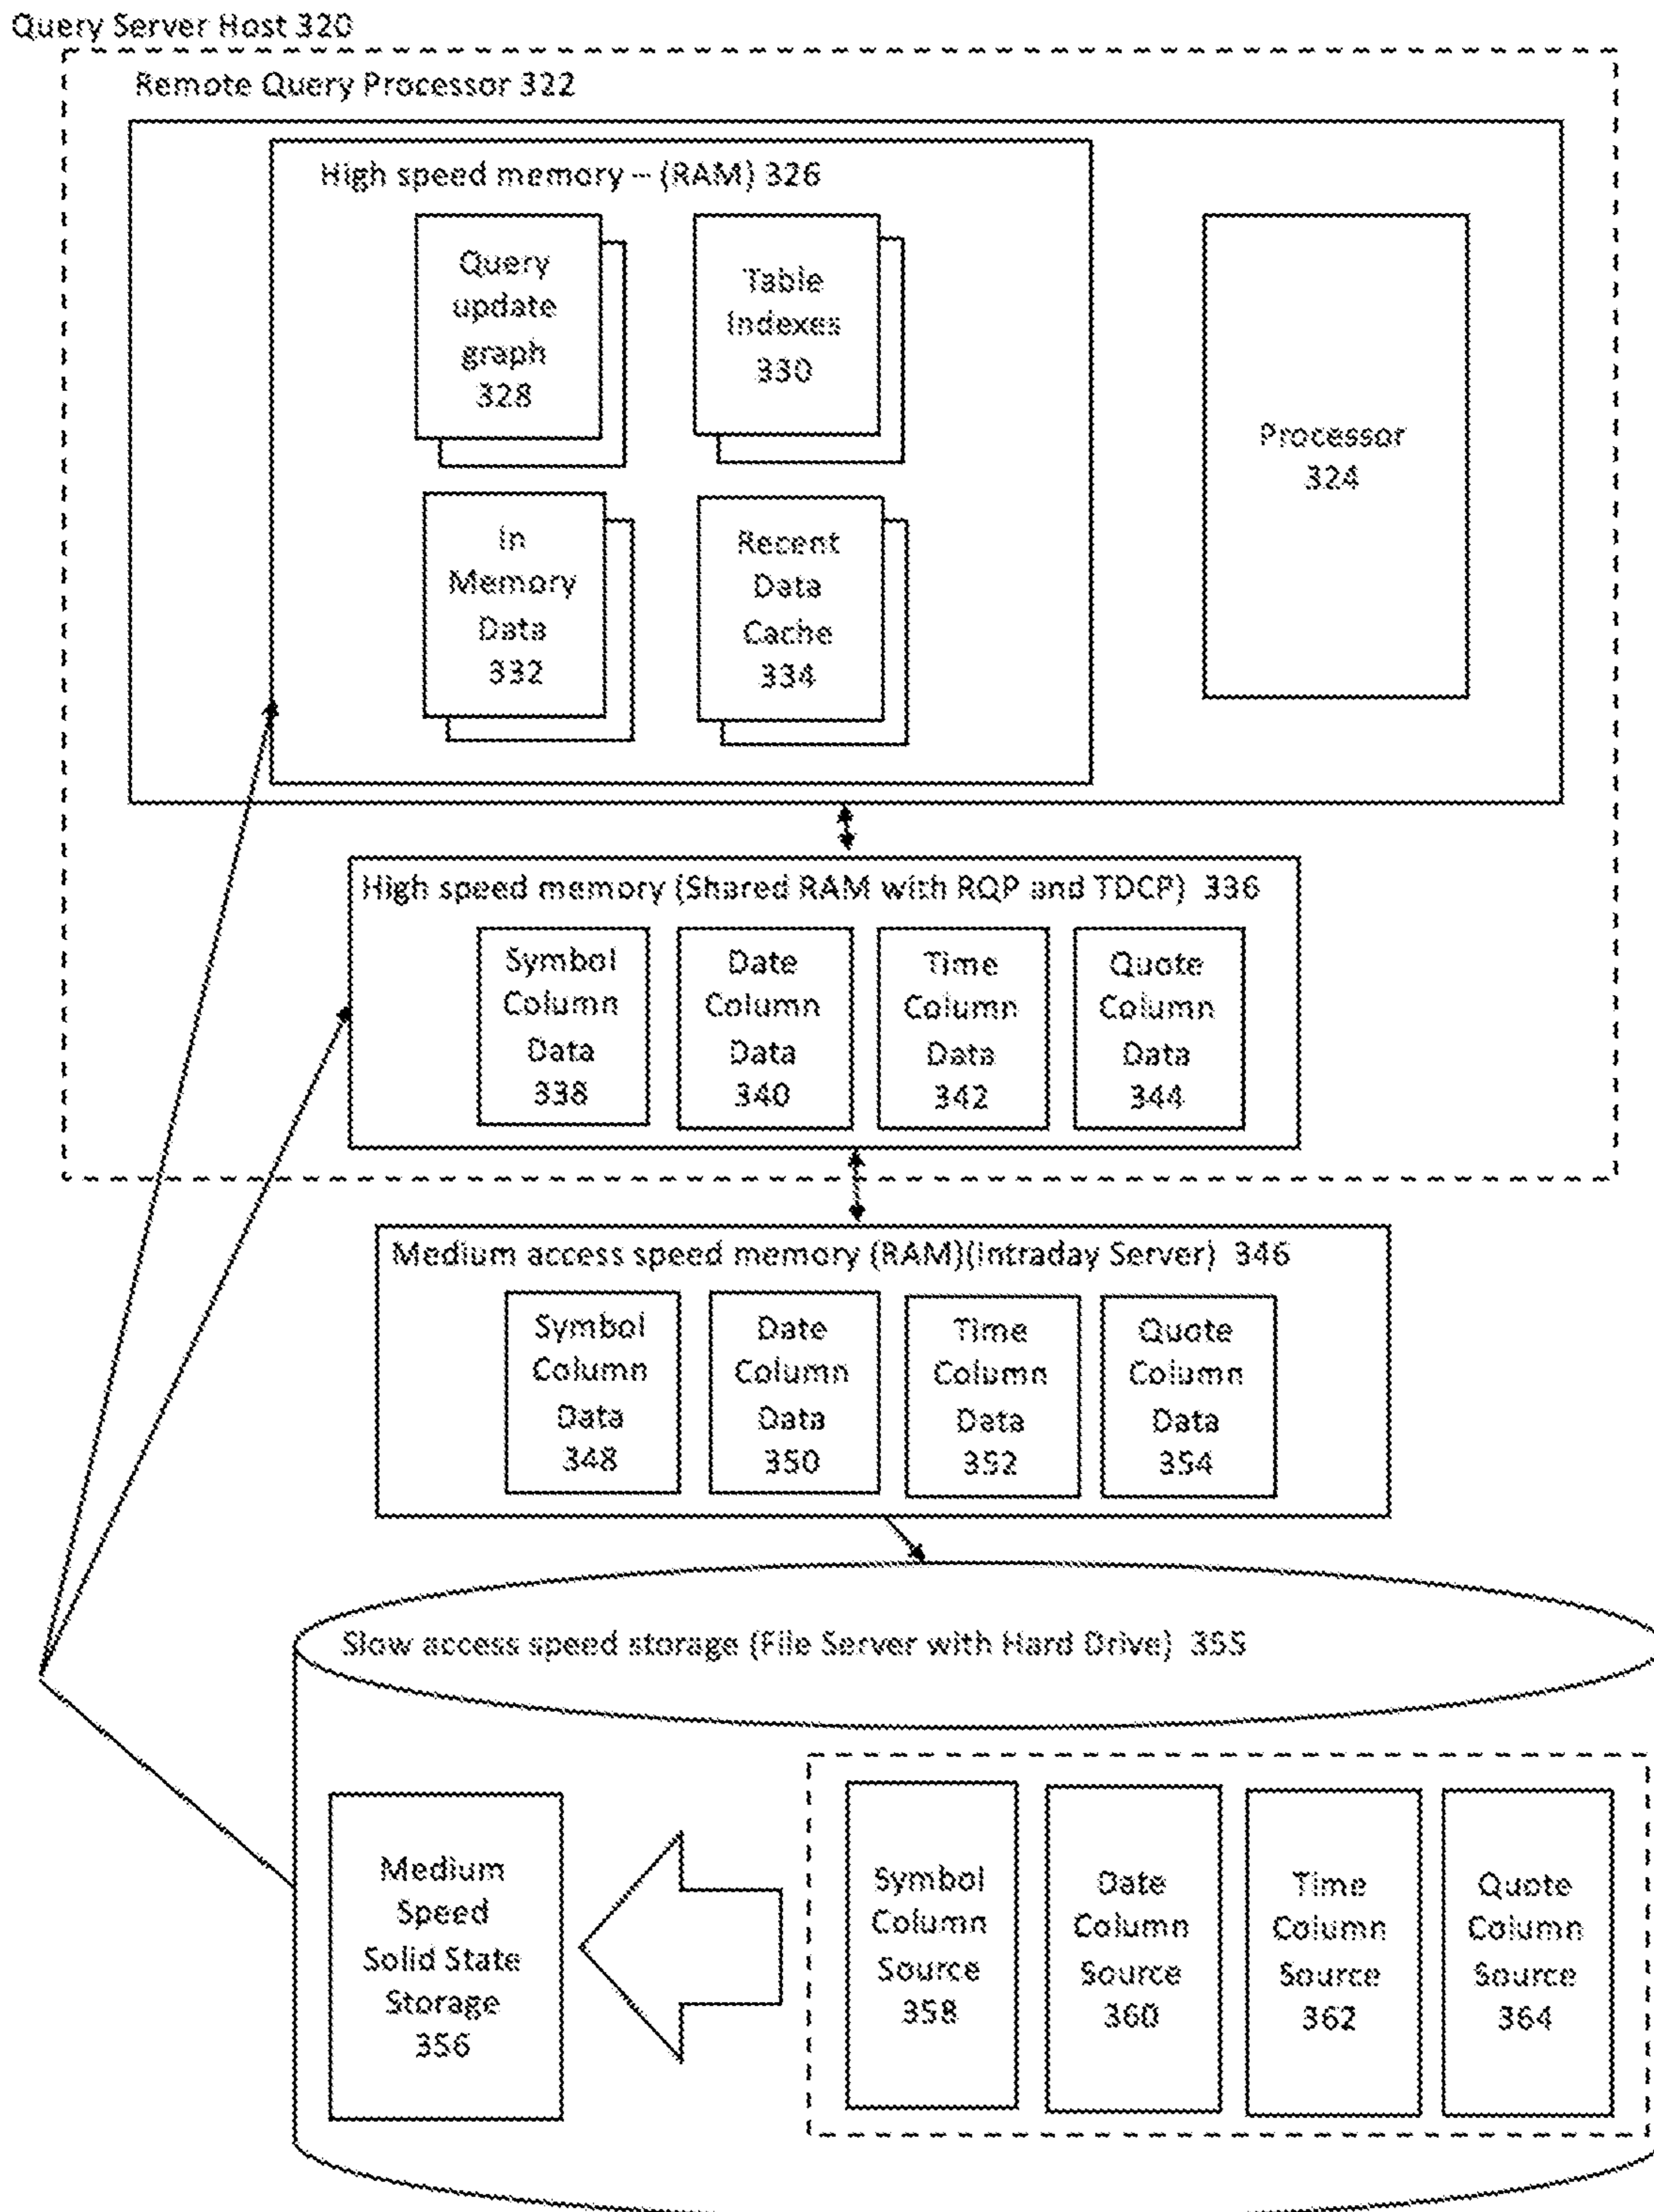 Query Server Host 320
Remote Query Processor 322
High speed memory -- (RAM) 326
Query
update
graph
328
Table
Indexes
330
Processor
324
In
Memory
Data
332
Recent
Data
Cache
334
High speed memory (Shared RAM with RQP and TDCP) 336
Symbol
Column
Data
338
Date
Column
Data
340
Time
Column
Data
342
Quote
Column
Data
344
Medium access speed memory (RAM)(Intraday Server) 346
Symbol
Column
Data
348
Date
Column
Data
350
Time
Column
Data
352
Quote
Column
Data
354
Slow access speed storage (File Server with Hard Drive) 355
Medium
Speed
Solid State
Storage
356
Symbol
Column
Source
358
Date
Column
Source
360
Time
Column
Source
362
Quote
Column
Source
364